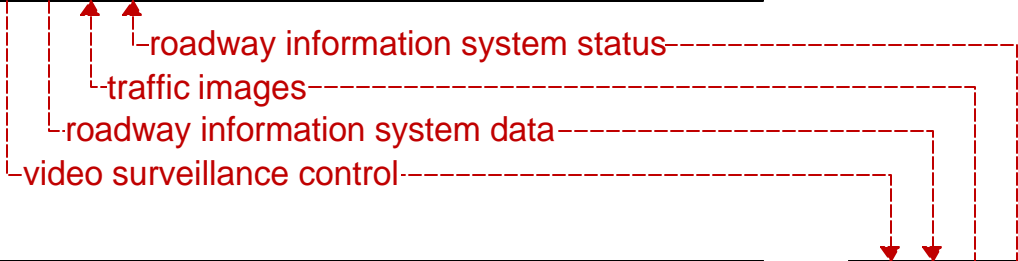 roadway information system status
traffic images
roadway information system data
video surveillance control